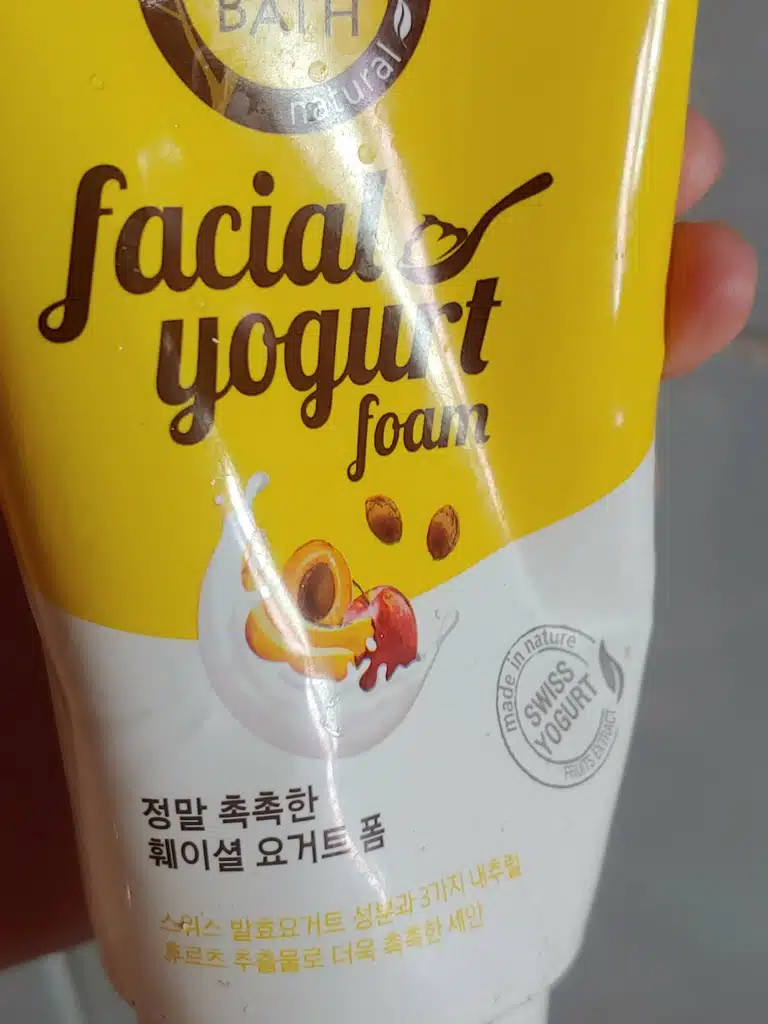 BATH
natural
facial
yogurt
foam
made in nature
SWISS
YOGURT
FRUITS EXTRACT
정말 촉촉한
훼이셜 요거트 폼
스위스 발효요거트 성분과 3가지 내추럴
후르츠 추출물로 더욱 촉촉한 세안